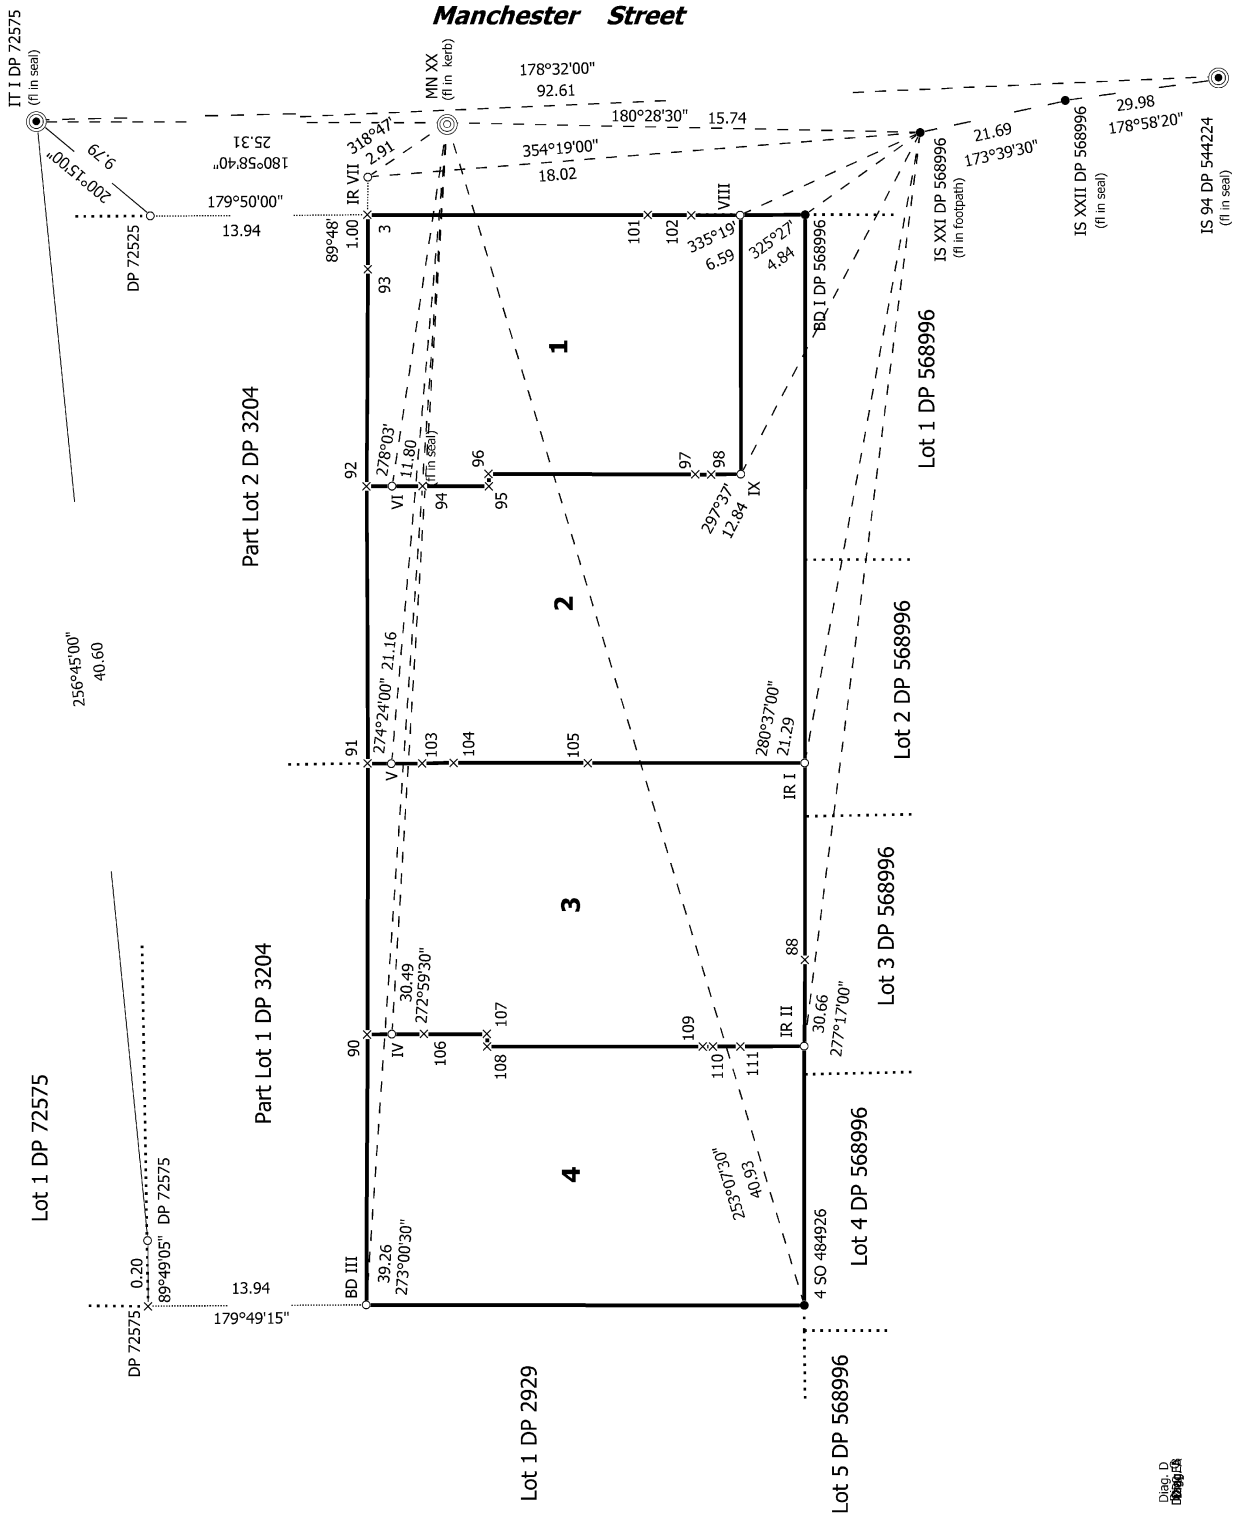 Manchester Street
IT I DP 72575
(fl in seal)
MN XX
(fl in kerb)
178°32'00"
92.61
180°28'30"
15.74
29.98
178°58'20"
21.69
173°39'30"
IS XXI DP 568996
(fl in footpath)
IS XXII DP 568996
(fl in seal)
IS 94 DP 544224
(fl in seal)
9.79
200°15'00"
25.31
180°58'40"
318°47'
2.91
354°19'00"
18.02
IR VII
179°50'00"
13.94
DP 72525
89°48'
1.00
3
93
101
102
VIII
335°19'
6.59
325°27'
4.84
BD I DP 568996
1
Lot 1 DP 568996
Part Lot 2 DP 3204
92
278°03'
11.80
(fl in seal)
VI
94
95
96
97
98
IX
297°37'
12.84
256°45'00"
40.60
2
Lot 2 DP 568996
21.16
274°24'00"
91
V
103
104
105
280°37'00"
21.29
IR I
3
Lot 3 DP 568996
88
Part Lot 1 DP 3204
30.49
272°59'30"
90
IV
106
107
108
109
110
111
IR II
30.66
277°17'00"
Lot 1 DP 72575
4
253°07'30"
40.93
Lot 4 DP 568996
DP 72575
0.20
89°49'05"
DP 72575
13.94
179°49'15"
BD III
39.26
273°00'30"
4 SO 484926
Lot 1 DP 2929
Lot 5 DP 568996
Diag. D